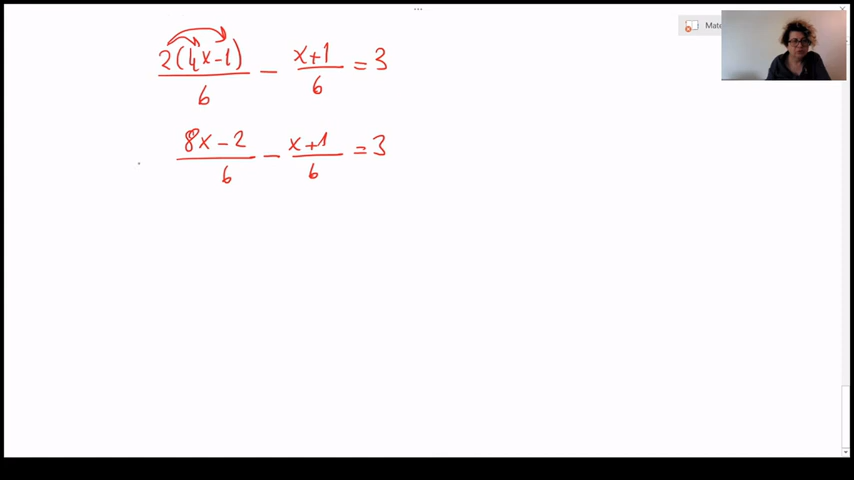 Mate
2(4x-1)/6 - x+1/6 = 3
8x-2/6 - x+1/6 = 3